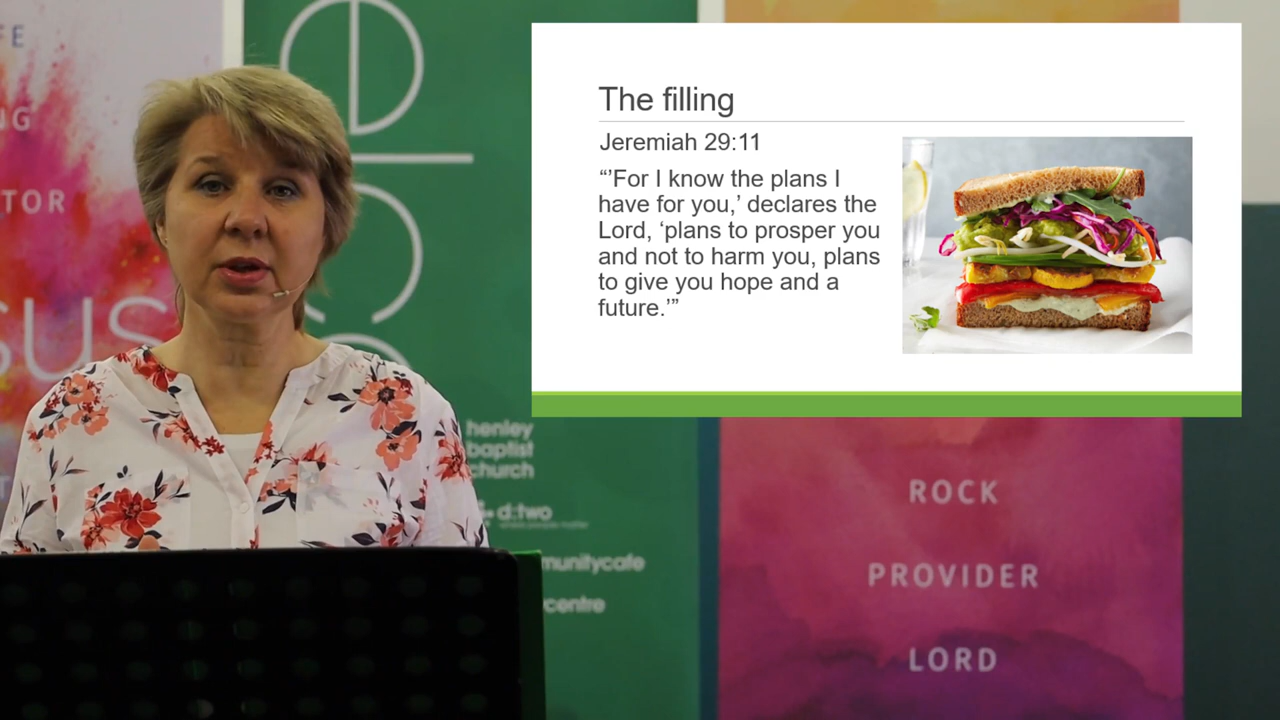 NG
TOR
SUS
henley
baptist
church
d:two
munitycafe
centre
The filling
Jeremiah 29:11
“’For I know the plans I
have for you,’ declares the
Lord, ‘plans to prosper you
and not to harm you, plans
to give you hope and a
future.’”
ROCK
PROVIDER
LORD